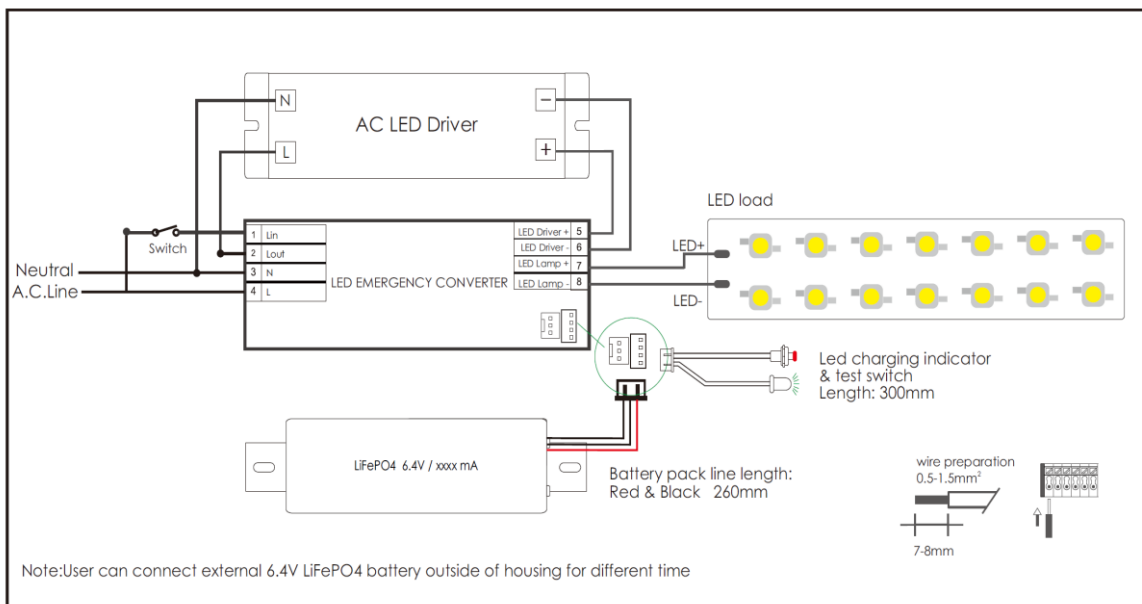 N
−
AC LED Driver
L
+
LED load
1 Lin
LED Driver + 5
Switch
2 Lout
LED Driver - 6
LED+
Neutral
3 N
LED Lamp + 7
A.C.Line
4 L
LED EMERGENCY CONVERTER
LED Lamp - 8
LED-
Led charging indicator
& test switch
Length: 300mm
LiFePO4 6.4V / xxxx mA
Battery pack line length:
Red & Black 260mm
wire preparation
0.5-1.5mm²
7-8mm
Note:User can connect external 6.4V LiFePO4 battery outside of housing for different time